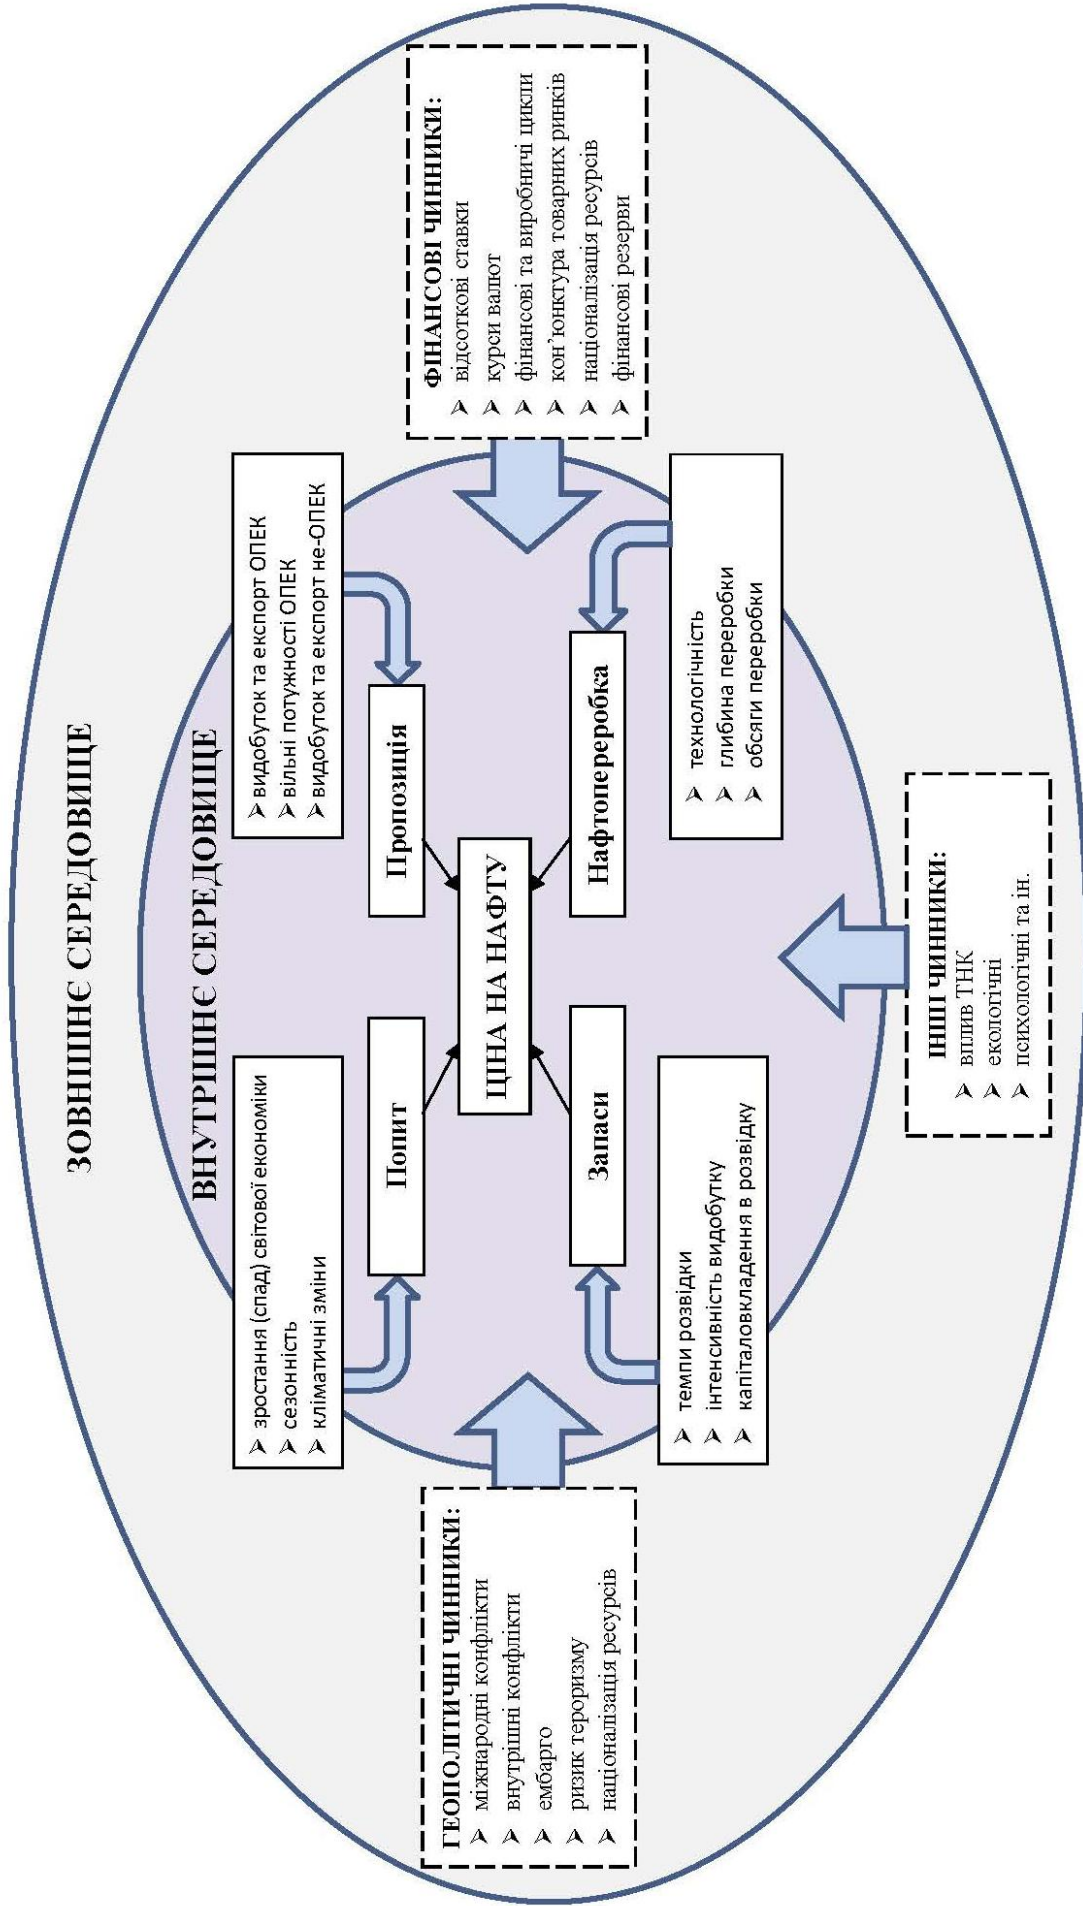 ЗОВНІШНЄ СЕРЕДОВИЩЕ
ВНУТРІШНЄ СЕРЕДОВИЩЕ
➢ зростання (спад) світової економіки
➢ сезонність
➢ кліматичні зміни
➢ видобуток та експорт ОПЕК
➢ вільні потужності ОПЕК
➢ видобуток та експорт не-ОПЕК
Попит
Пропозиція
ГЕОПОЛІТИЧНІ ЧИННИКИ:
➢ міжнародні конфлікти
➢ внутрішні конфлікти
➢ ембарго
➢ ризик тероризму
➢ націоналізація ресурсів
ЦІНА НА НАФТУ
ФІНАНСОВІ ЧИННИКИ:
➢ відсоткові ставки
➢ курси валют
➢ фінансові та виробничі цикли
➢ кон’юнктура товарних ринків
➢ націоналізація ресурсів
➢ фінансові резерви
Запаси
Нафтопереробка
➢ темпи розвідки
➢ інтенсивність видобутку
➢ капіталовкладення в розвідку
➢ технологічність
➢ глибина переробки
➢ обсяги переробки
ІНШІ ЧИННИКИ:
➢ вплив ТНК
➢ екологічні
➢ психологічні та ін.